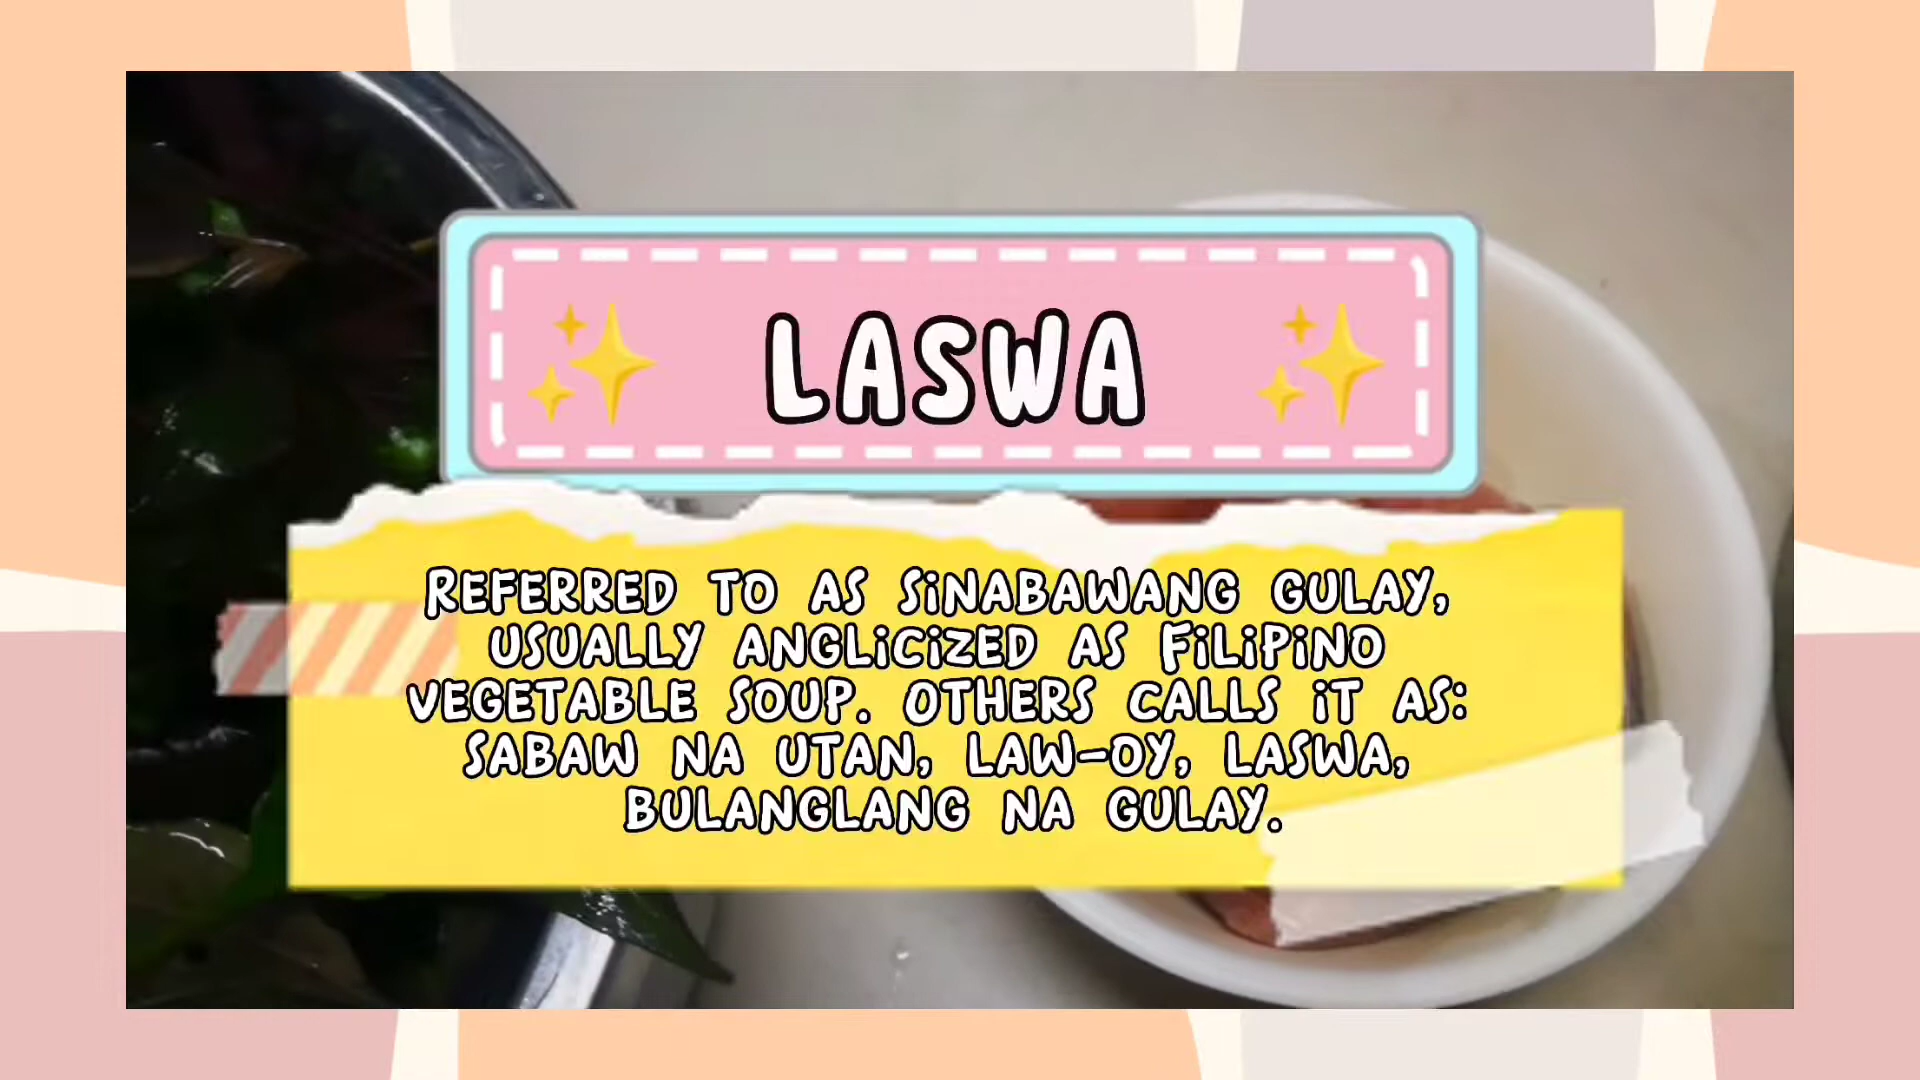 LASWA
REFERRED TO AS SiNABAWANG GULAY,
USUALLY ANGLiCiZED AS FiLiPiNO
VEGETABLE SOUP. OTHERS CALLS iT AS:
SABAW NA UTAN, LAW-OY, LASWA,
BULANGLANG NA GULAY.